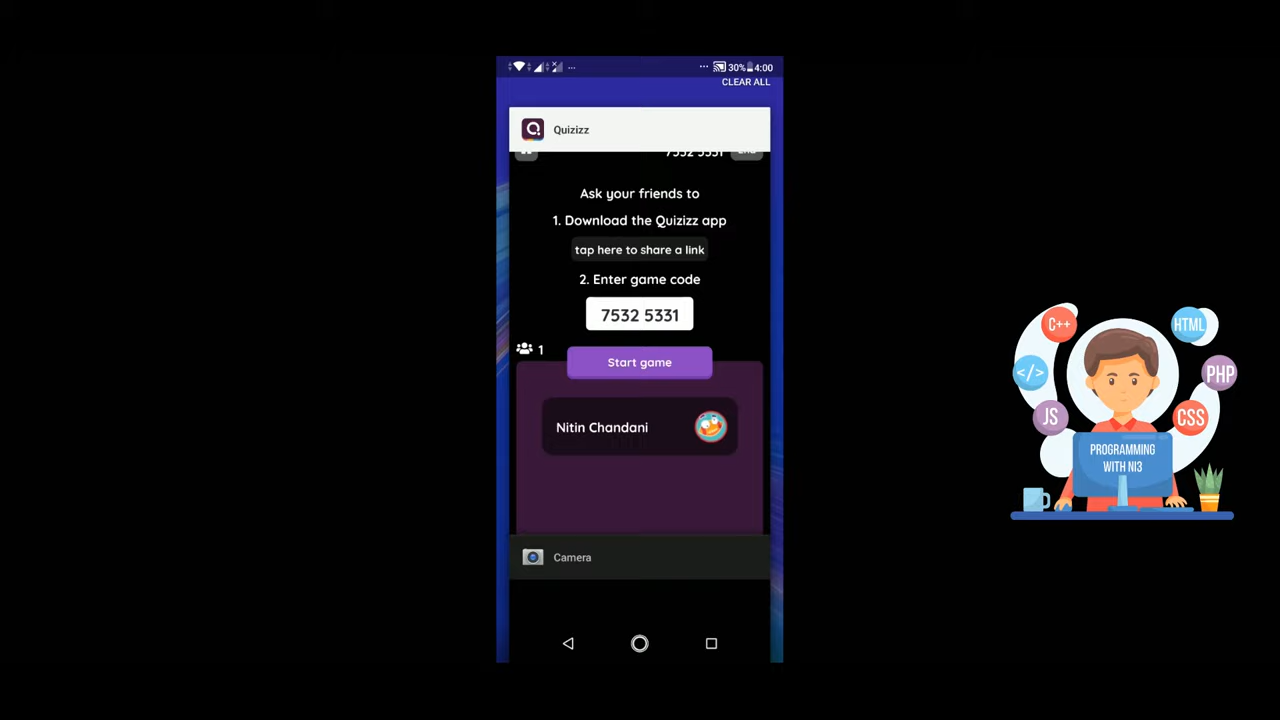 ... ... 30% 4:00
CLEAR ALL
Quizizz
7532 5331
Ask your friends to
1. Download the Quizizz app
tap here to share a link
2. Enter game code
7532 5331
1
Start game
Nitin Chandani
Camera
C++
HTML
</>
PHP
JS
CSS
PROGRAMMING
WITH NI3